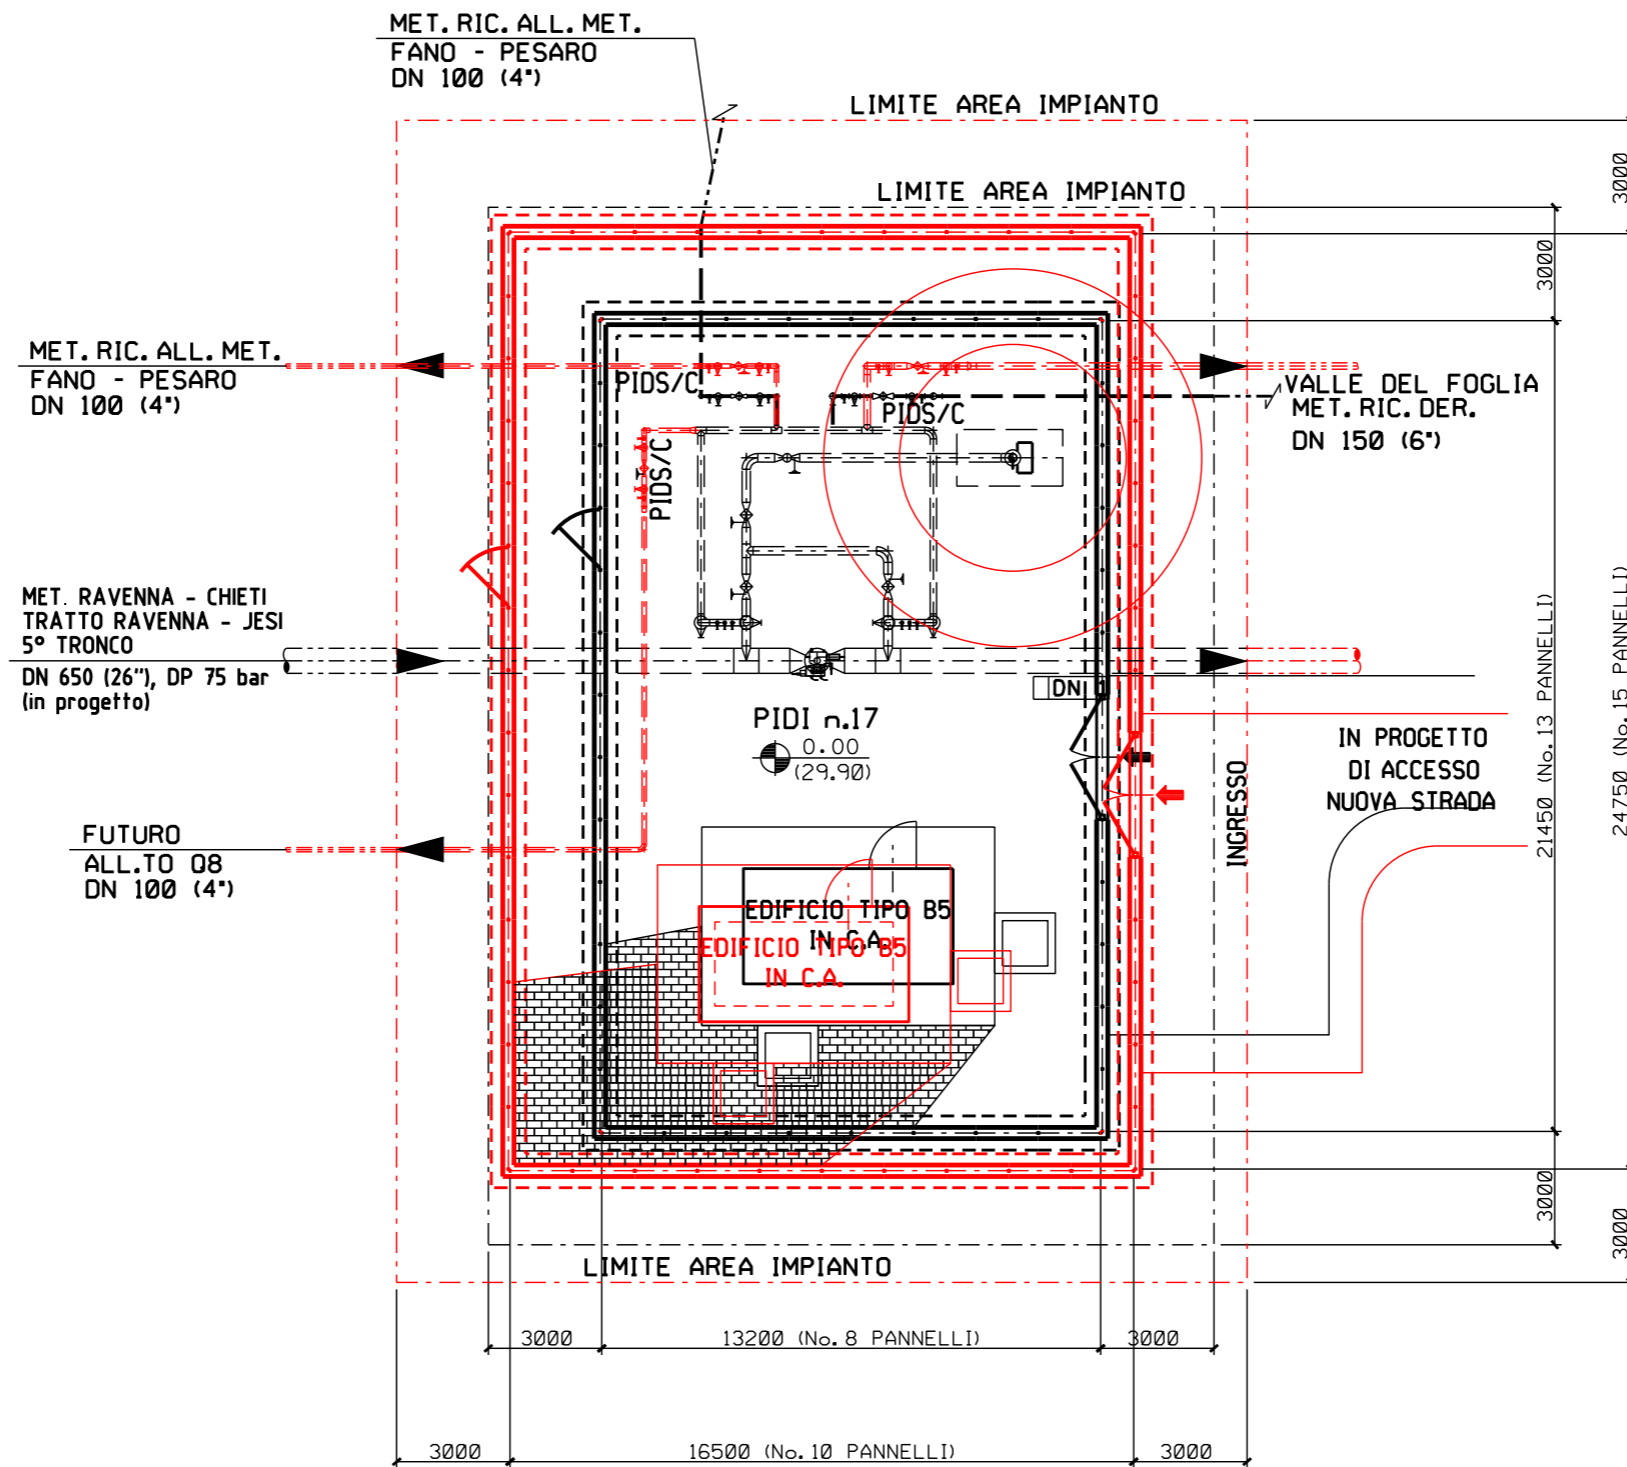 MET. RIC. ALL. MET.
FANO - PESARO
DN 100 (4")
LIMITE AREA IMPIANTO
LIMITE AREA IMPIANTO
3000
3000
MET. RIC. ALL. MET.
FANO - PESARO
DN 100 (4")
PIDS/C
PIDS/C
PIDS/C
VALLE DEL FOGLIA
MET. RIC. DER.
DN 150 (6")
MET. RAVENNA - CHIETI
TRATTO RAVENNA - JESI
5° TRONCO
DN 650 (26"), DP 75 bar
(in progetto)
DN 1
PIDI n.17
0.00
(29.90)
INGRESSO
IN PROGETTO
DI ACCESSO
NUOVA STRADA
21450 (No. 13 PANNELLI)
24750 (No. 15 PANNELLI)
FUTURO
ALL.TO Q8
DN 100 (4")
EDIFICIO TIPO B5
IN C.A.
EDIFICIO TIPO B5
IN C.A.
3000
3000
LIMITE AREA IMPIANTO
3000
13200 (No. 8 PANNELLI)
3000
3000
16500 (No. 10 PANNELLI)
3000